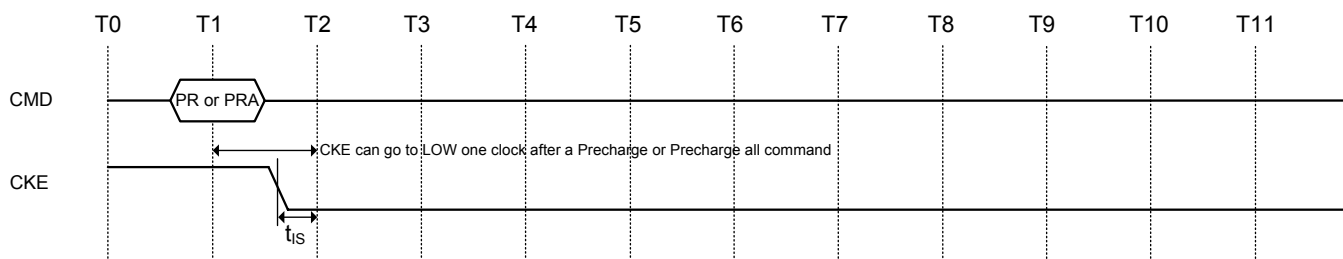 T0 T1 T2 T3 T4 T5 T6 T7 T8 T9 T10 T11
CMD PR or PRA
CKE can go to LOW one clock after a Precharge or Precharge all command
CKE
tIS